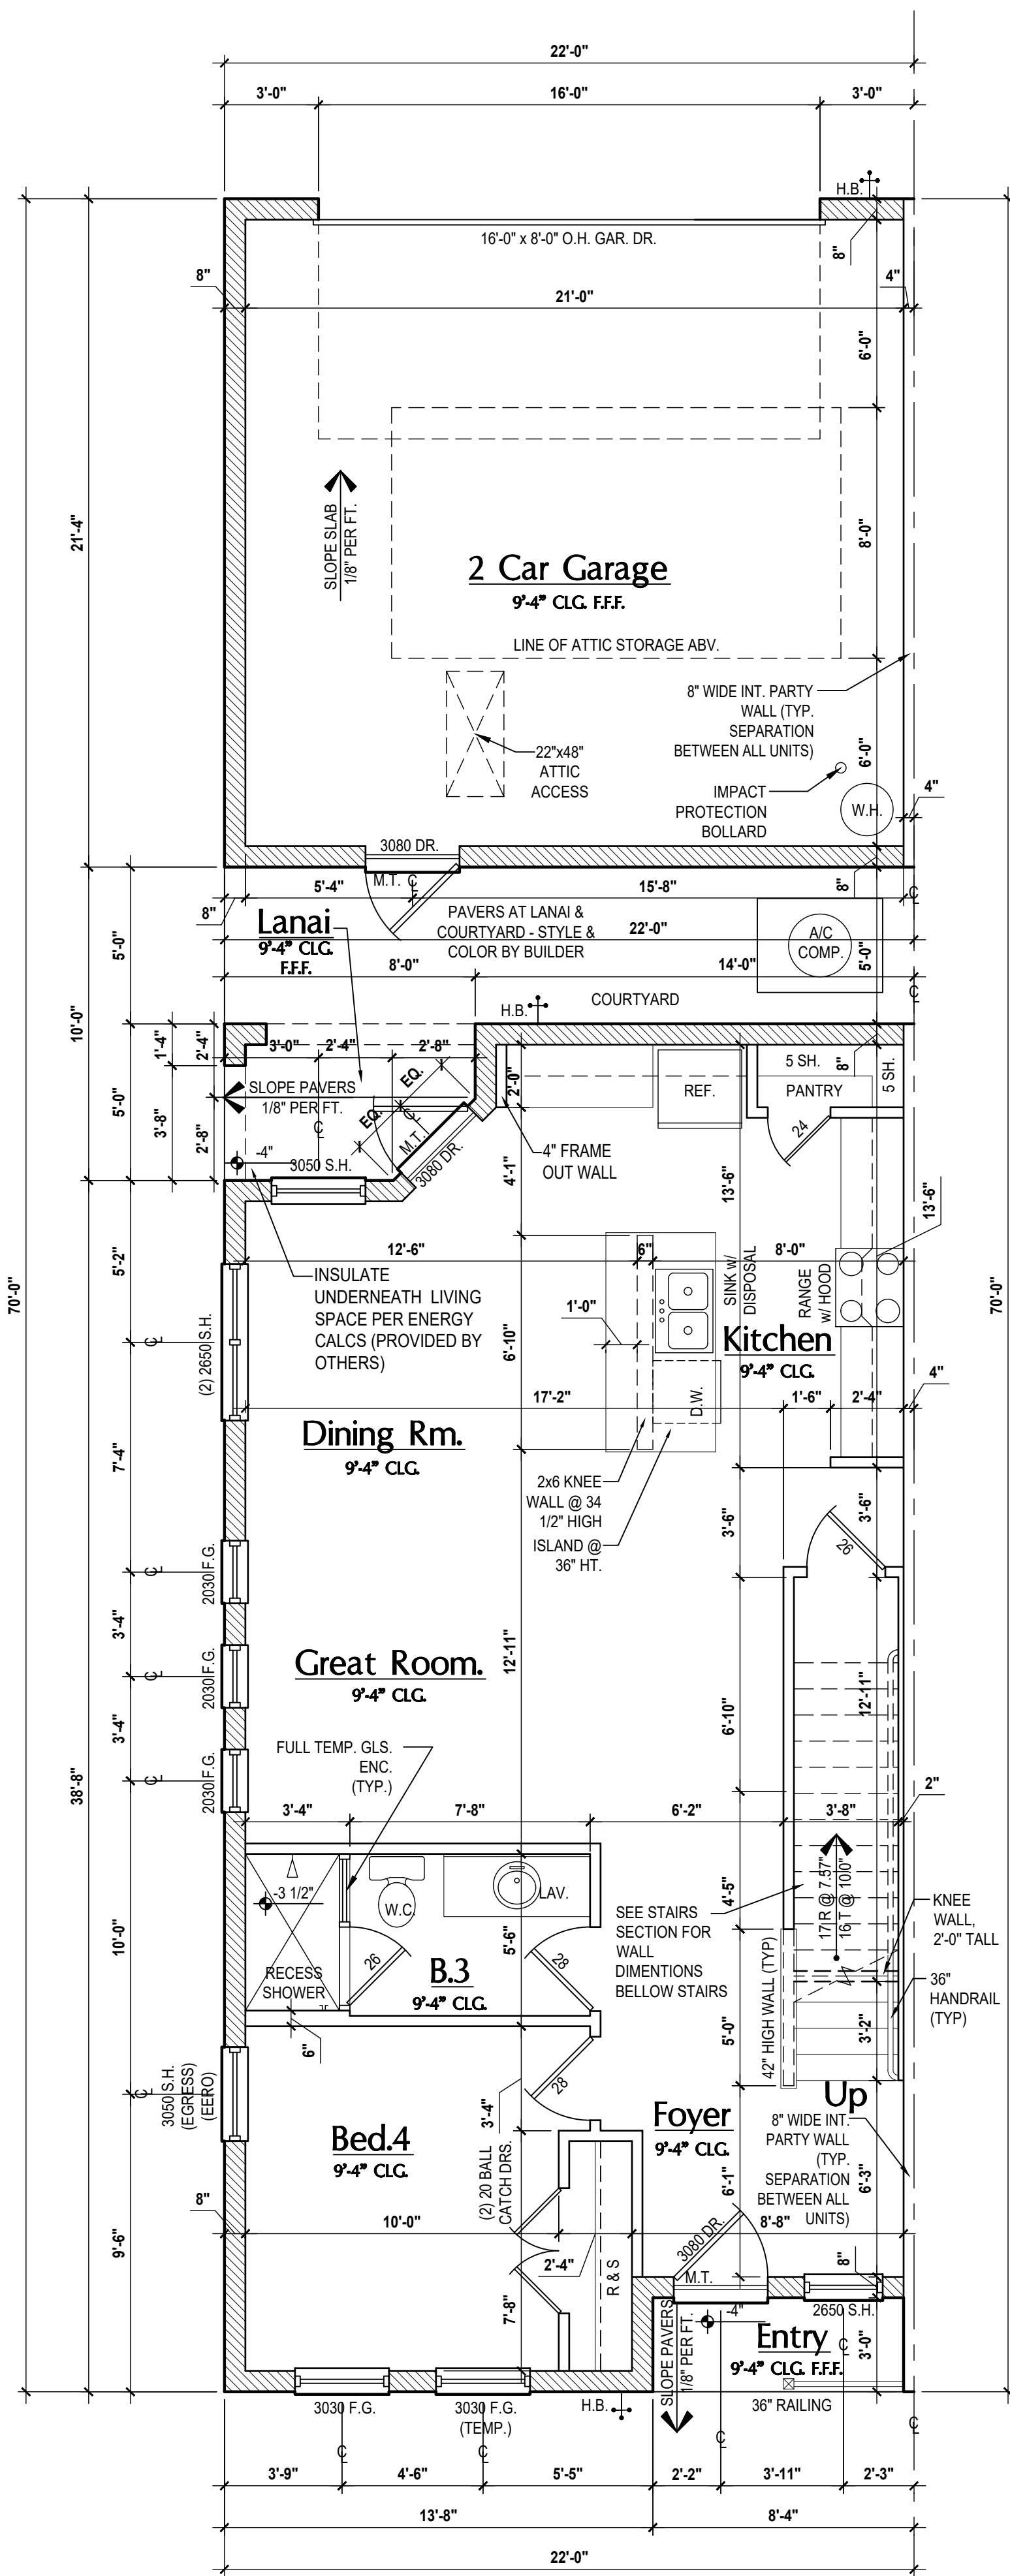 22'-0"
3'-0"
16'-0"
3'-0"
H.B.
16'-0" x 8'-0" O.H. GAR. DR.
8"
8"
21'-0"
4"
6'-0"
21'-4"
SLOPE SLAB
1/8" PER FT.
8'-0"
2 Car Garage
9'-4" CLG. F.F.F.
LINE OF ATTIC STORAGE ABV.
8" WIDE INT. PARTY
WALL (TYP.
SEPARATION
BETWEEN ALL UNITS)
22"x48"
ATTIC
ACCESS
6'-0"
IMPACT
PROTECTION
BOLLARD
W.H.
4"
3080 DR.
M.T.
5'-4"
15'-8"
8"
8"
Lanai
9'-4" CLG.
F.F.F.
PAVERS AT LANAI &
COURTYARD - STYLE &
COLOR BY BUILDER
22'-0"
A/C
COMP.
5'-0"
5'-0"
8'-0"
14'-0"
COURTYARD
H.B.
10'-0"
1'-4"
2'-4"
3'-0"
2'-4"
2'-8"
EQ.
EQ.
2'-0"
REF.
5 SH.
PANTRY
8"
5 SH.
5'-0"
3'-8"
2'-8"
SLOPE PAVERS
1/8" PER FT.
-4"
3050 S.H.
M.T.
3080 DR.
4" FRAME
OUT WALL
24
4'-1"
13'-6"
13'-6"
5'-2"
12'-6"
6"
8'-0"
INSULATE
UNDERNEATH LIVING
SPACE PER ENERGY
CALCS (PROVIDED BY
OTHERS)
SINK w/
DISPOSAL
RANGE
w/ HOOD
70'-0"
70'-0"
1'-0"
6'-10"
Kitchen
9'-4" CLG.
(2) 2650 S.H.
D.W.
1'-6"
2'-4"
4"
17'-2"
Dining Rm.
9'-4" CLG.
7'-4"
2x6 KNEE
WALL @ 34
1/2" HIGH
ISLAND @
36" HT.
3'-6"
3'-6"
26
2030 F.G.
3'-4"
2030 F.G.
3'-4"
2030 F.G.
Great Room.
9'-4" CLG.
12'-11"
12'-11"
6'-10"
38'-8"
FULL TEMP. GLS.
ENC.
(TYP.)
3'-4"
7'-8"
6'-2"
3'-8"
2"
-3 1/2"
W.C.
LAV.
4'-5"
17 R @ 7.57"
16 T @ 10.0"
SEE STAIRS
SECTION FOR
WALL
DIMENTIONS
BELLOW STAIRS
KNEE
WALL,
2'-0" TALL
10'-0"
5'-6"
26
28
RECESS
SHOWER
B.3
9'-4" CLG.
42" HIGH WALL (TYP)
36"
HANDRAIL
(TYP)
6"
5'-0"
3'-2"
3050 S.H.
(EGRESS)
(EERO)
28
3'-4"
Up
Foyer
9'-4" CLG.
8" WIDE INT.
PARTY WALL
(TYP.
SEPARATION
BETWEEN ALL
UNITS)
Bed.4
9'-4" CLG.
(2) 20 BALL
CATCH DRS.
6'-1"
6'-3"
8"
10'-0"
8'-8"
9'-6"
2'-4"
R & S
3080 DR.
M.T.
8"
7'-8"
SLOPE PAVERS
1/8" PER FT.
-4"
2650 S.H.
Entry
9'-4" CLG. F.F.F.
3'-0"
3030 F.G.
3030 F.G.
(TEMP.)
H.B.
36" RAILING
3'-9"
4'-6"
5'-5"
2'-2"
3'-11"
2'-3"
13'-8"
8'-4"
22'-0"